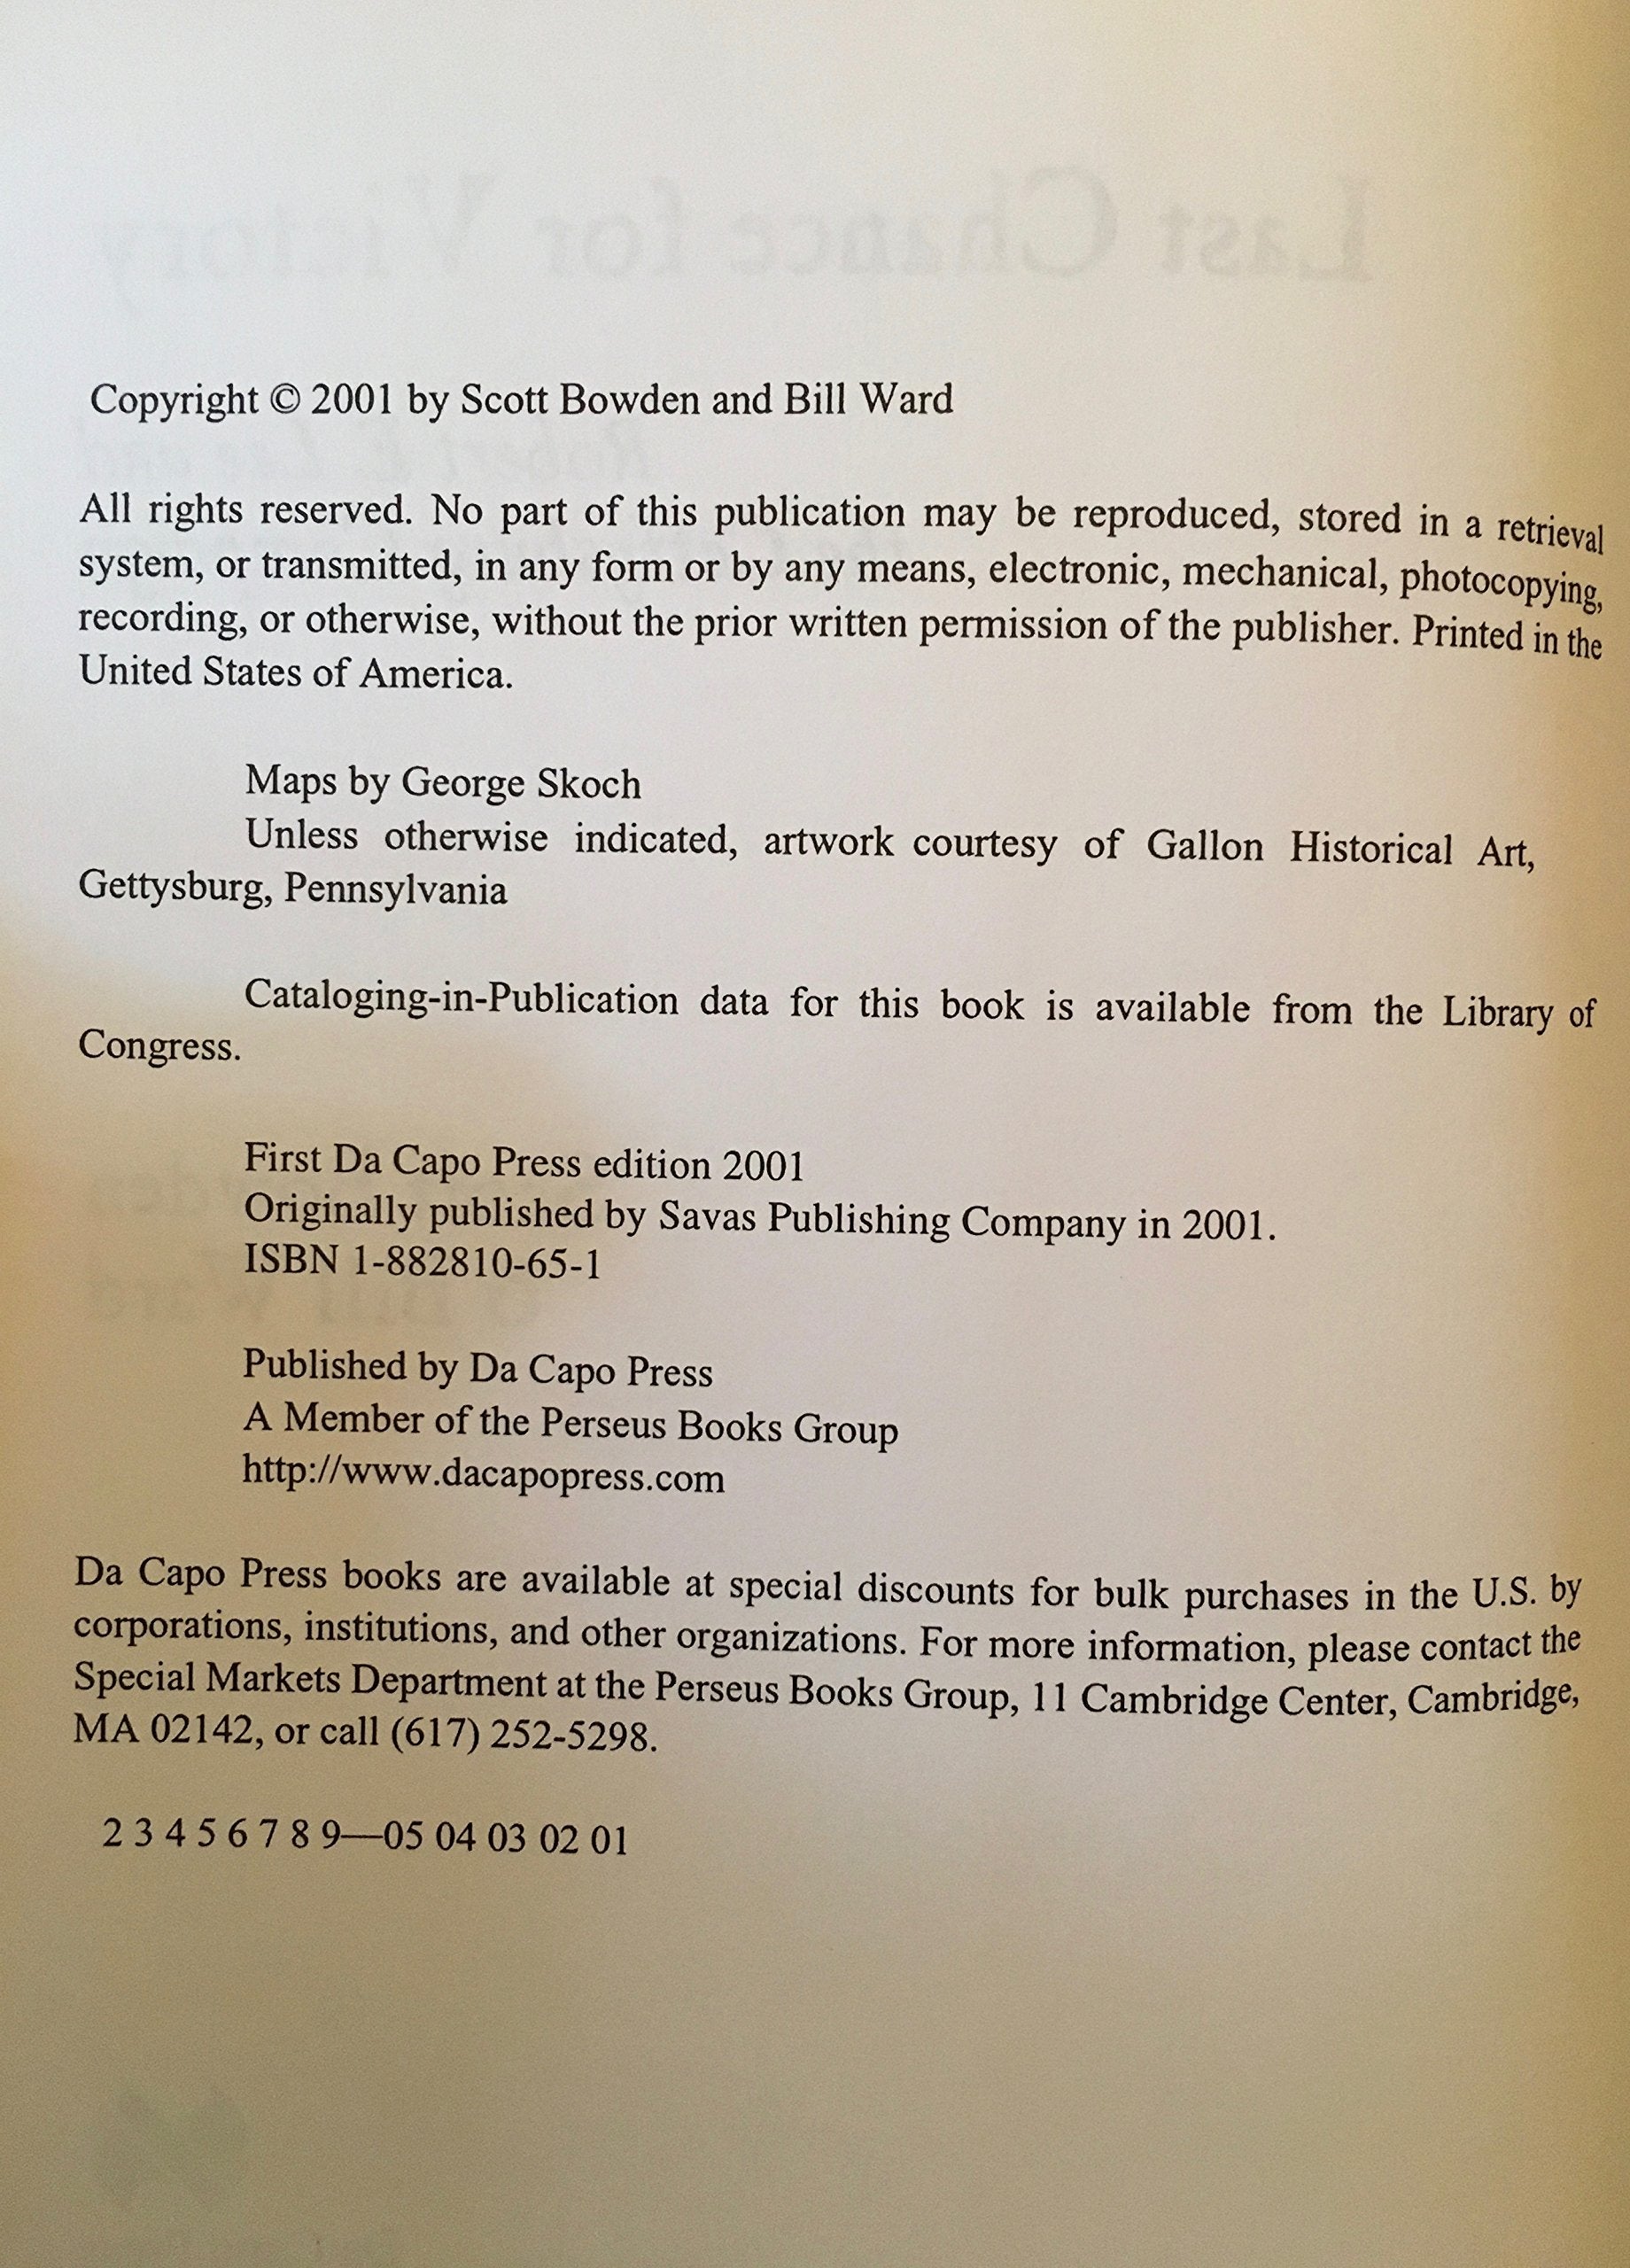 Last Chance for Victory
Copyright © 2001 by Scott Bowden and Bill Ward
All rights reserved. No part of this publication may be reproduced, stored in a retrieval
system, or transmitted, in any form or by any means, electronic, mechanical, photocopying,
recording, or otherwise, without the prior written permission of the publisher. Printed in the
United States of America.
Maps by George Skoch
Unless otherwise indicated, artwork courtesy of Gallon Historical Art,
Gettysburg, Pennsylvania
Cataloging-in-Publication data for this book is available from the Library of
Congress.
First Da Capo Press edition 2001
Originally published by Savas Publishing Company in 2001.
ISBN 1-882810-65-1
Published by Da Capo Press
A Member of the Perseus Books Group
http://www.dacapopress.com
Da Capo Press books are available at special discounts for bulk purchases in the U.S. by
corporations, institutions, and other organizations. For more information, please contact the
Special Markets Department at the Perseus Books Group, 11 Cambridge Center, Cambridge,
MA 02142, or call (617) 252-5298.
2 3 4 5 6 7 8 9—05 04 03 02 01